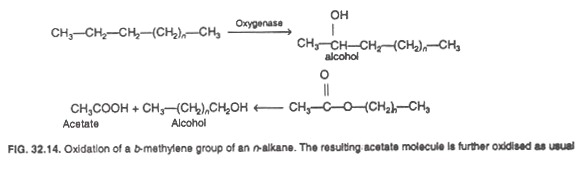 Oxygenase
OH
CH₃—CH₂—CH₂—(CH₂)ₙ—CH₃
CH₃—CH—CH₂—(CH₂)ₙ—CH₃
alcohol
O
CH₃COOH + CH₃—(CH₂)ₙCH₂OH ← CH₃—C—O—(CH₂)ₙ—CH₃
Acetate Alcohol
FIG. 32.14. Oxidation of a b-methylene group of an n-alkane. The resulting acetate molecule is further oxidised as usual